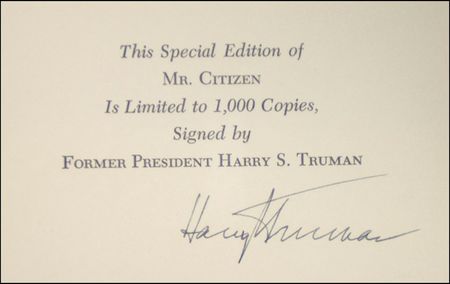 This Special Edition of
MR. CITIZEN
Is Limited to 1,000 Copies,
Signed by
FORMER PRESIDENT HARRY S. TRUMAN
Harry Truman